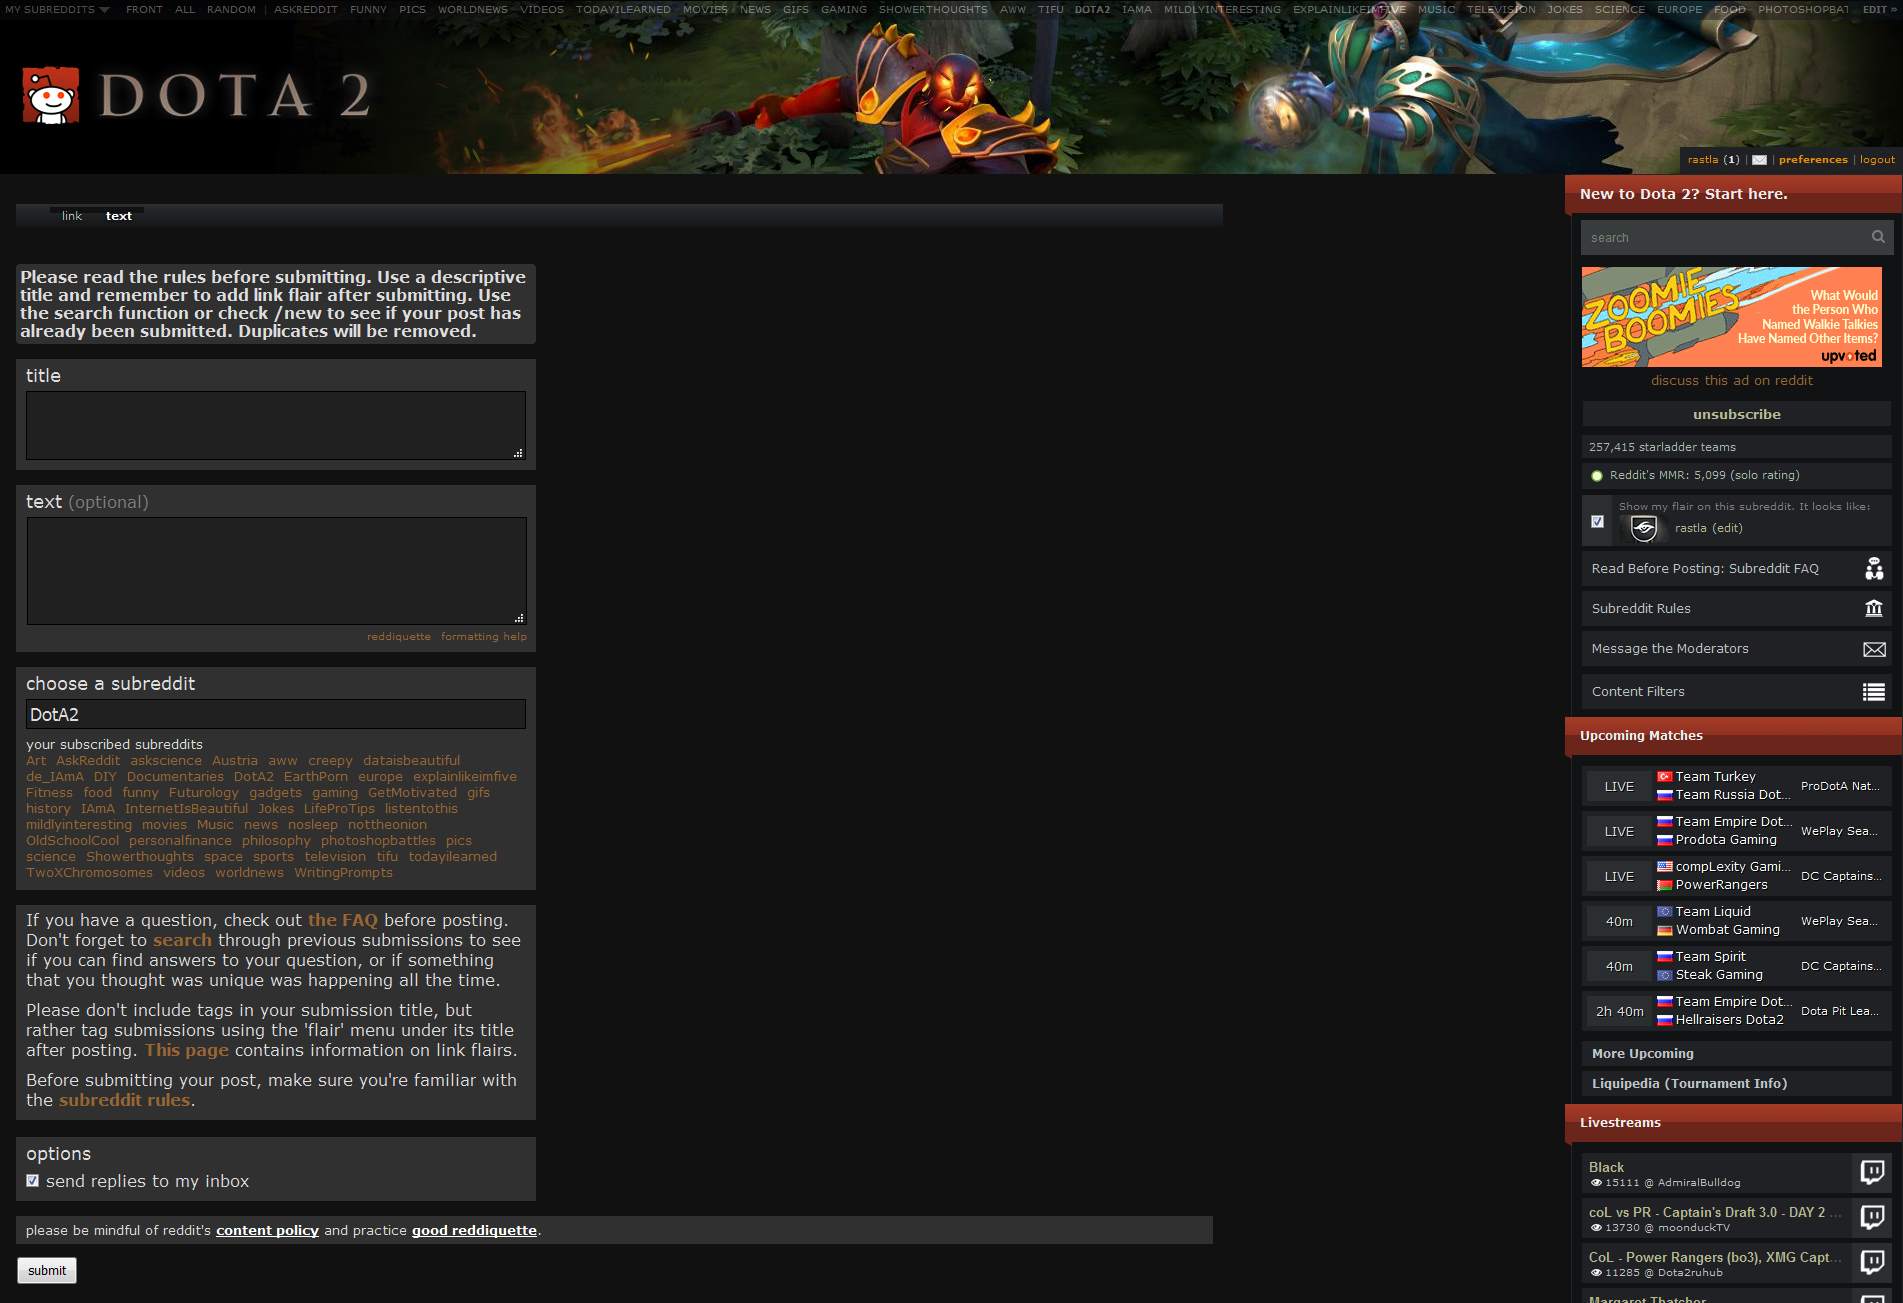 MY SUBREDDITS FRONT ALL RANDOM | ASKREDDIT FUNNY PICS WORLDNEWS VIDEOS TODAYILEARNED MOVIES NEWS GIFS GAMING SHOWERTHOUGHTS AWW TIFU DOTA2 IAMA MILDLYINTERESTING EXPLAINLIKEIMFIVE MUSIC TELEVISION JOKES SCIENCE EUROPE FOOD PHOTOSHOPBAT EDIT »
DOTA 2
rastla (1) | | preferences | logout
link text
Please read the rules before submitting. Use a descriptive
title and remember to add link flair after submitting. Use
the search function or check /new to see if your post has
already been submitted. Duplicates will be removed.
title
text (optional)
reddiquette formatting help
choose a subreddit
DotA2
your subscribed subreddits
Art AskReddit askscience Austria aww creepy dataisbeautiful
de_IAmA DIY Documentaries DotA2 EarthPorn europe explainlikeimfive
Fitness food funny Futurology gadgets gaming GetMotivated gifs
history IAmA InternetIsBeautiful Jokes LifeProTips listentothis
mildlyinteresting movies Music news nosleep nottheonion
OldSchoolCool personalfinance philosophy photoshopbattles pics
science Showerthoughts space sports television tifu todayilearned
TwoXChromosomes videos worldnews WritingPrompts
If you have a question, check out the FAQ before posting.
Don't forget to search through previous submissions to see
if you can find answers to your question, or if something
that you thought was unique was happening all the time.
Please don't include tags in your submission title, but
rather tag submissions using the 'flair' menu under its title
after posting. This page contains information on link flairs.
Before submitting your post, make sure you're familiar with
the subreddit rules.
options
send replies to my inbox
please be mindful of reddit's content policy and practice good reddiquette.
submit
New to Dota 2? Start here.
search
ZOOMIE
BOOMIES
What Would
the Person Who
Named Walkie Talkies
Have Named Other Items?
upvoted
discuss this ad on reddit
unsubscribe
257,415 starladder teams
Reddit's MMR: 5,099 (solo rating)
Show my flair on this subreddit. It looks like:
rastla (edit)
Read Before Posting: Subreddit FAQ
Subreddit Rules
Message the Moderators
Content Filters
Upcoming Matches
LIVE Team Turkey ProDotA Nat...
Team Russia Dot...
LIVE Team Empire Dot... WePlay Sea...
Prodota Gaming
LIVE compLexity Gami... DC Captains...
PowerRangers
40m Team Liquid WePlay Sea...
Wombat Gaming
40m Team Spirit DC Captains...
Steak Gaming
2h 40m Team Empire Dot... Dota Pit Lea...
Hellraisers Dota2
More Upcoming
Liquipedia (Tournament Info)
Livestreams
Black
15111 @ AdmiralBulldog
coL vs PR - Captain's Draft 3.0 - DAY 2 ...
13730 @ moonduckTV
CoL - Power Rangers (bo3), XMG Capt...
11285 @ Dota2ruhub
Margaret Thatcher